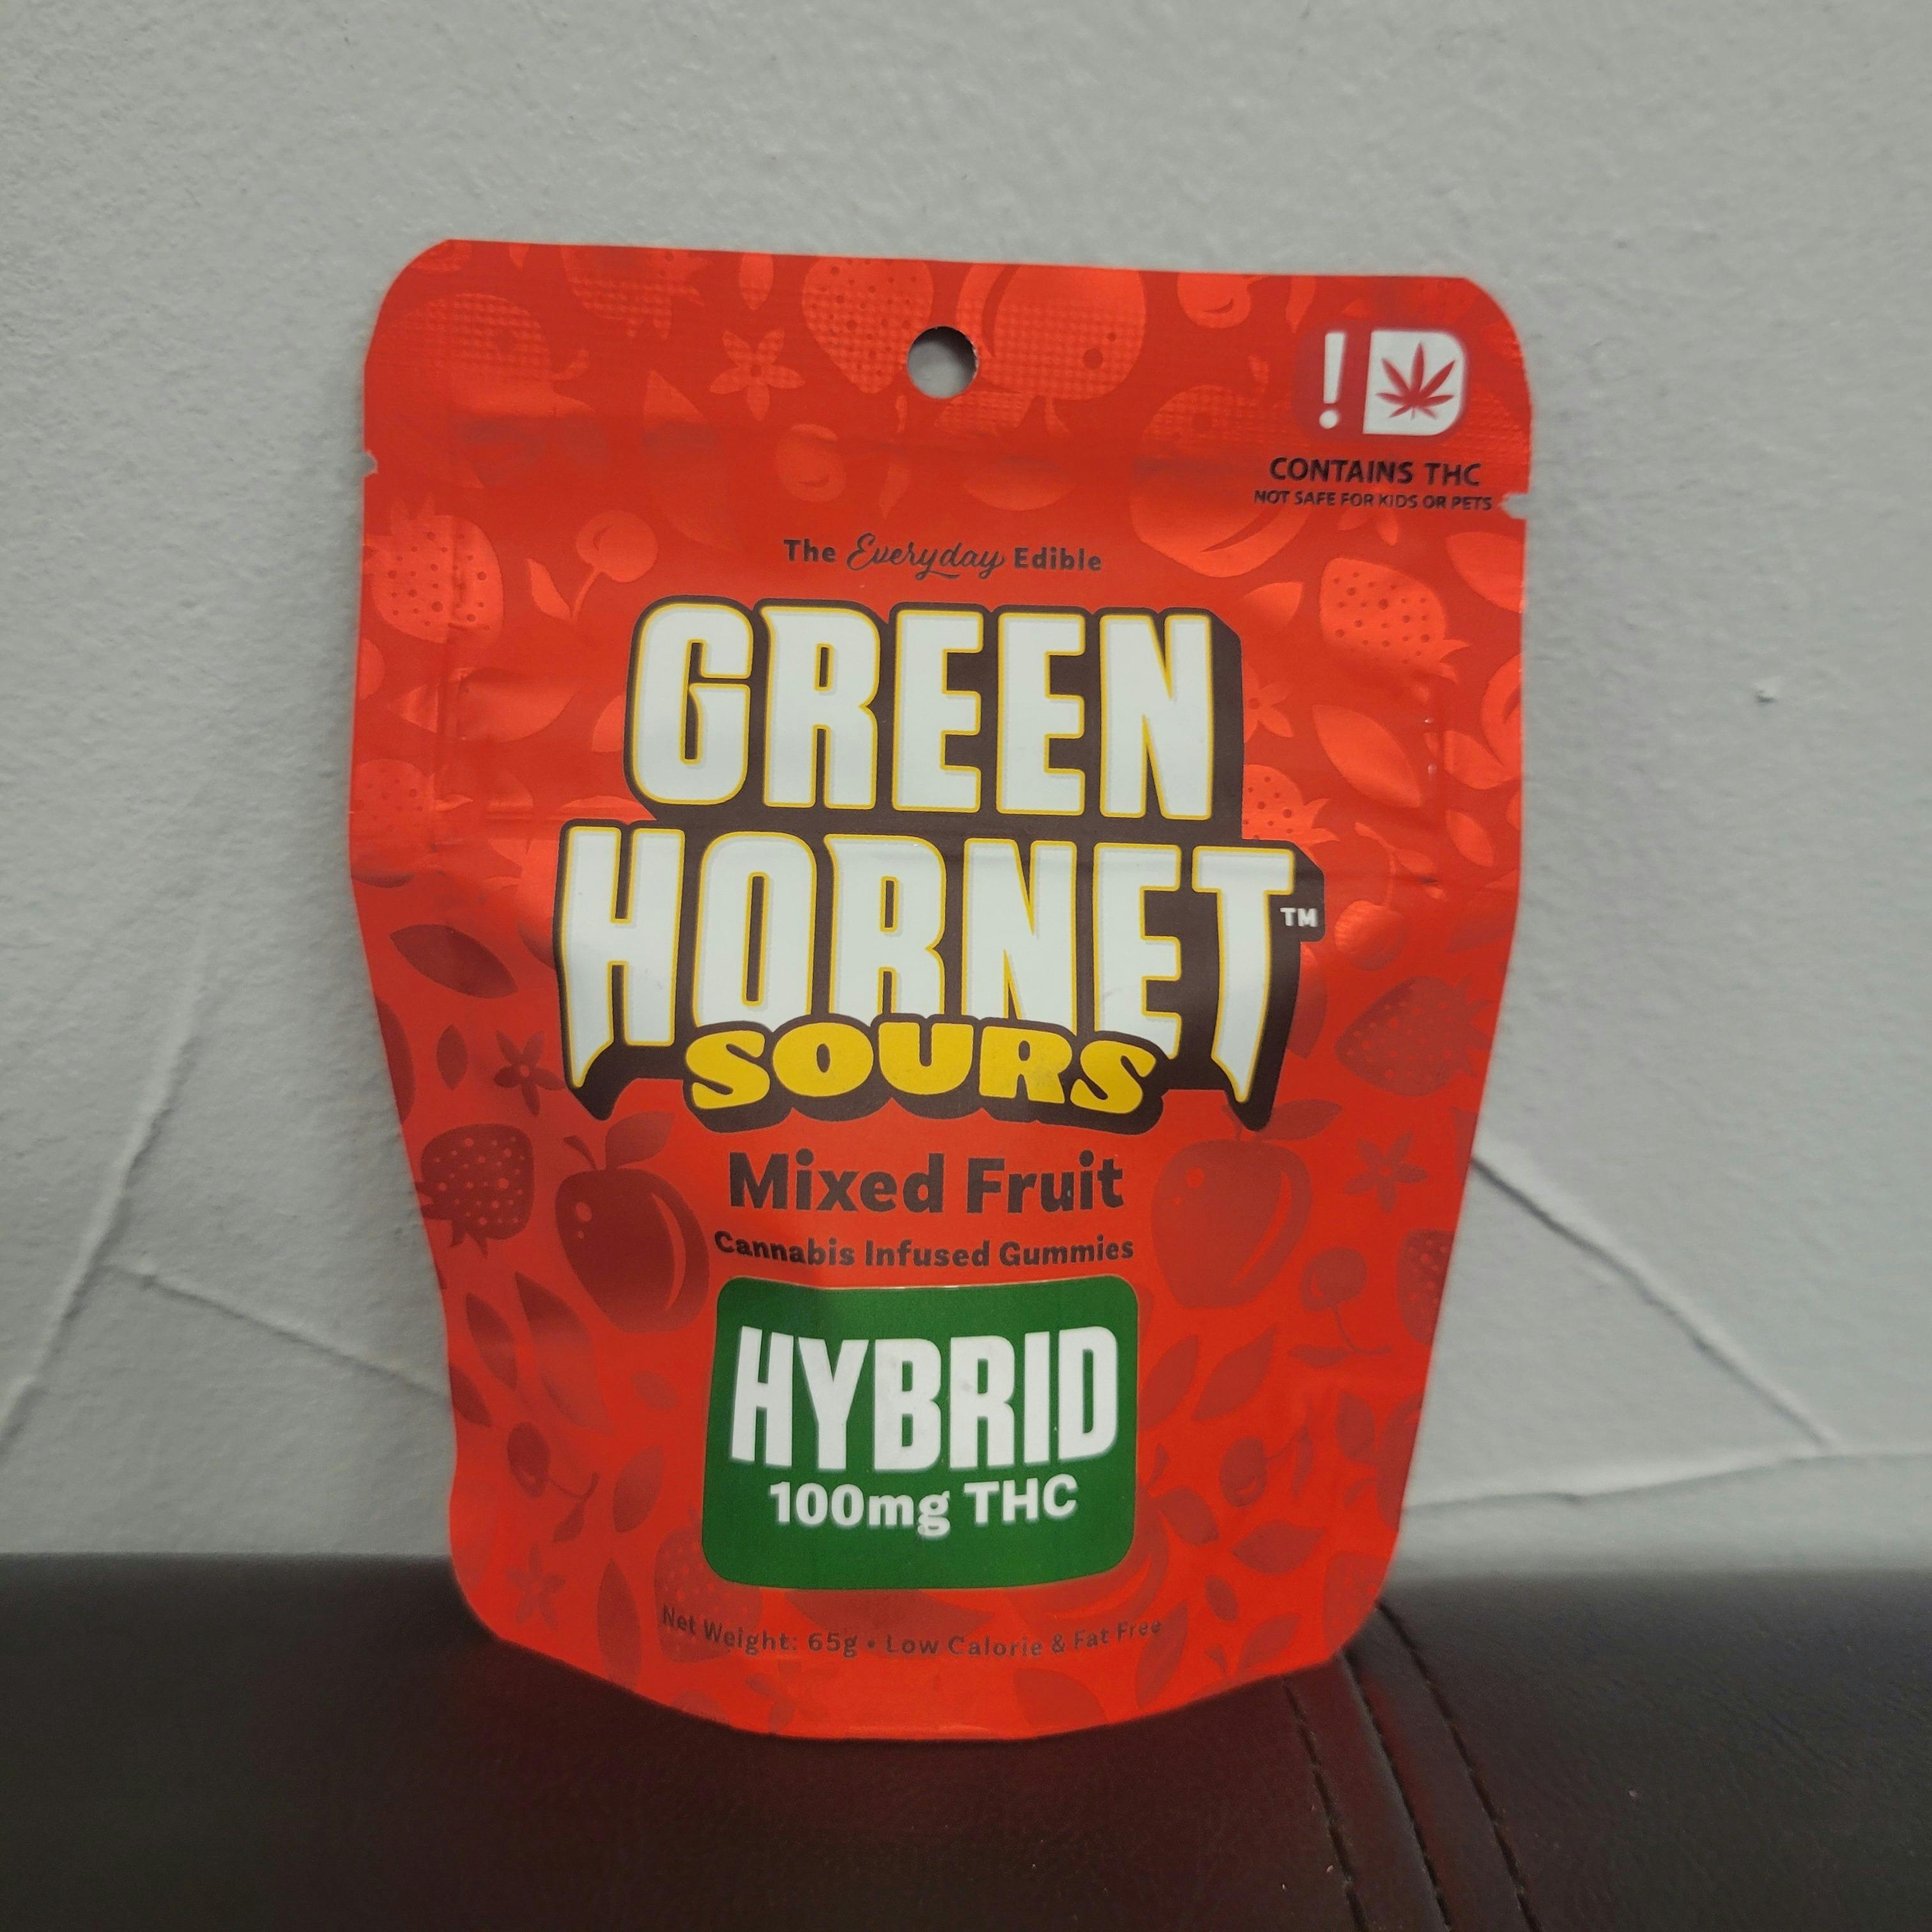 !
CONTAINS THC
NOT SAFE FOR KIDS OR PETS
The Everyday Edible
GREEN
HORNET™
SOURS
Mixed Fruit
Cannabis Infused Gummies
HYBRID
100mg THC
Net Weight: 65g • Low Calorie & Fat Free